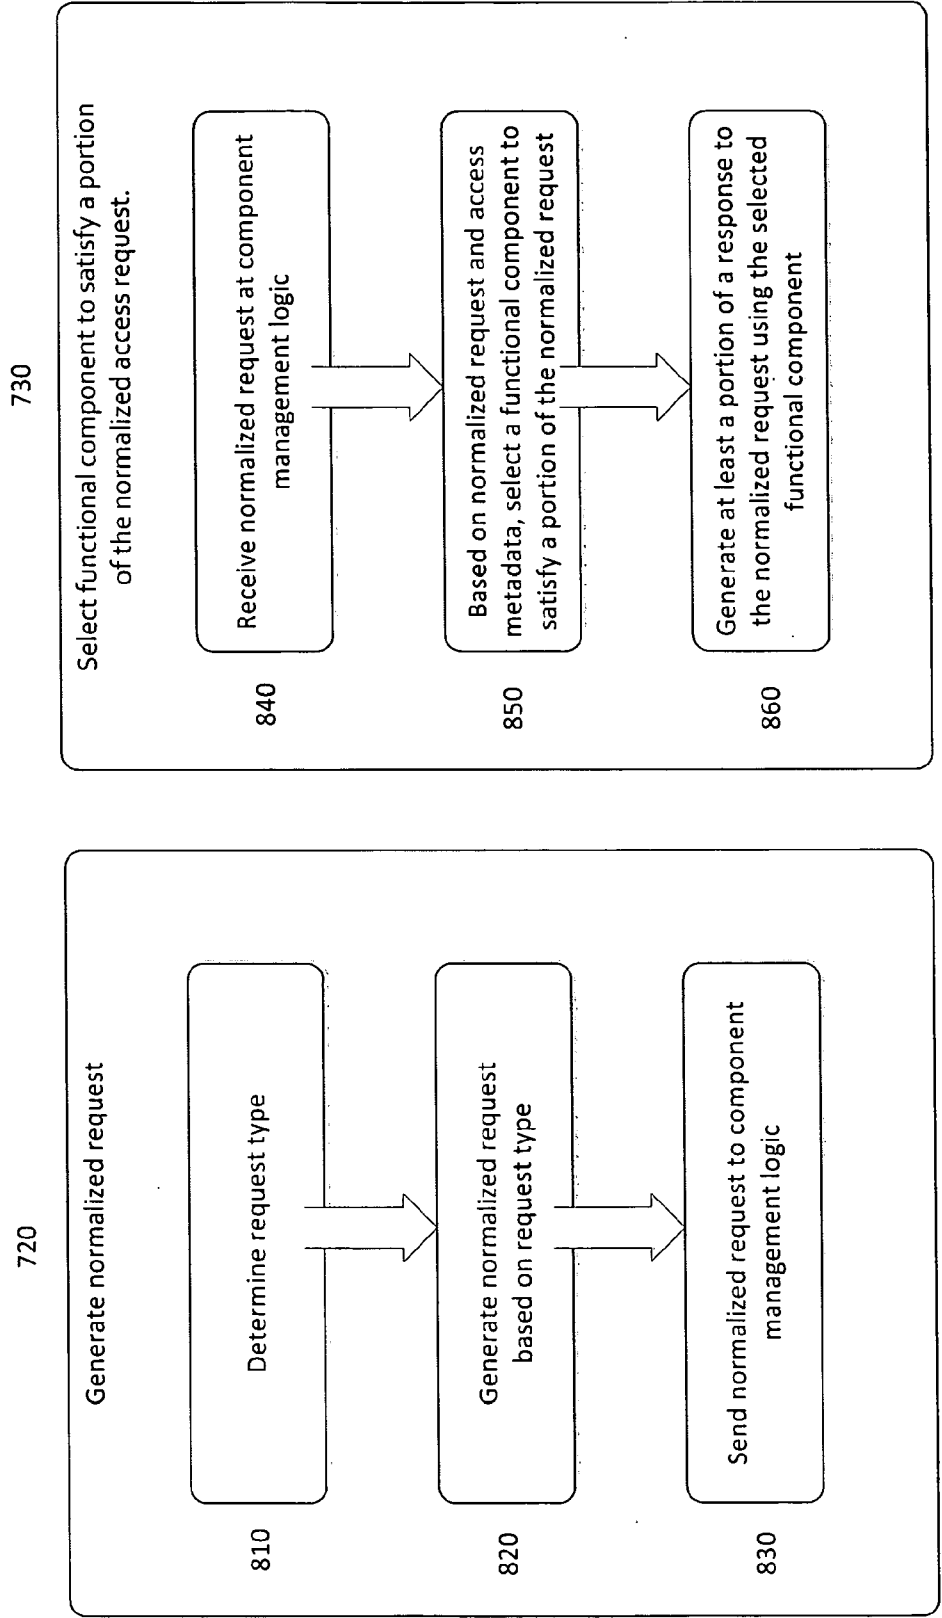 720
Generate normalized request
810
Determine request type
820
Generate normalized request
based on request type
830
Send normalized request to component
management logic
730
Select functional component to satisfy a portion
of the normalized access request.
840
Receive normalized request at component
management logic
850
Based on normalized request and access
metadata, select a functional component to
satisfy a portion of the normalized request
860
Generate at least a portion of a response to
the normalized request using the selected
functional component